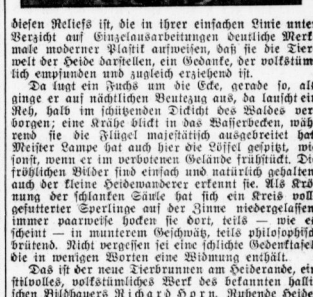 diesen Reliefs ist, die in ihrer einfachen Linie unter
Verzicht auf Einzelausarbeitungen deutliche Merk-
male moderner Plastik aufweisen, daß sie die Tier-
welt der Heide darstellen, ein Gedanke, der volkstüm-
lich empfunden und zugleich erziehend ist.
Da lugt ein Fuchs um die Ecke, gerade so, als
ginge er auf nächtlichen Beutezug aus, da lauscht ein
Reh, halb im schützenden Dickicht des Waldes ver-
borgen; eine Krähe blickt in das Wasserbecken, wäh-
rend sie die Flügel majestätisch ausgebreitet hat.
Meister Lampe hat auch hier die Löffel gespitzt, wie
sonst, wenn er im verbotenen Gelände frühstückt. Die
fröhlichen Bilder sind einfach und natürlich gehalten,
auch der kleine Heidewanderer erkennt sie. Als Krö-
nung der schlanken Säule hat sich ein Kreis voll
gefutterter Sperlinge auf der Zinne niedergelassen,
immer paarweise hocken sie dort, teils — wie es
scheint — in munterem Geschwätz, teils philosophisch
brütend. Nicht vergessen sei eine schlichte Gedenktafel,
die in wenigen Worten eine Widmung enthält.
Das ist der neue Tierbrunnen am Heiderande, ein
stilvolles, volkstümliches Werk des bekannten halli-
schen Bildhauers Richard Horn. Ruhende Heide-